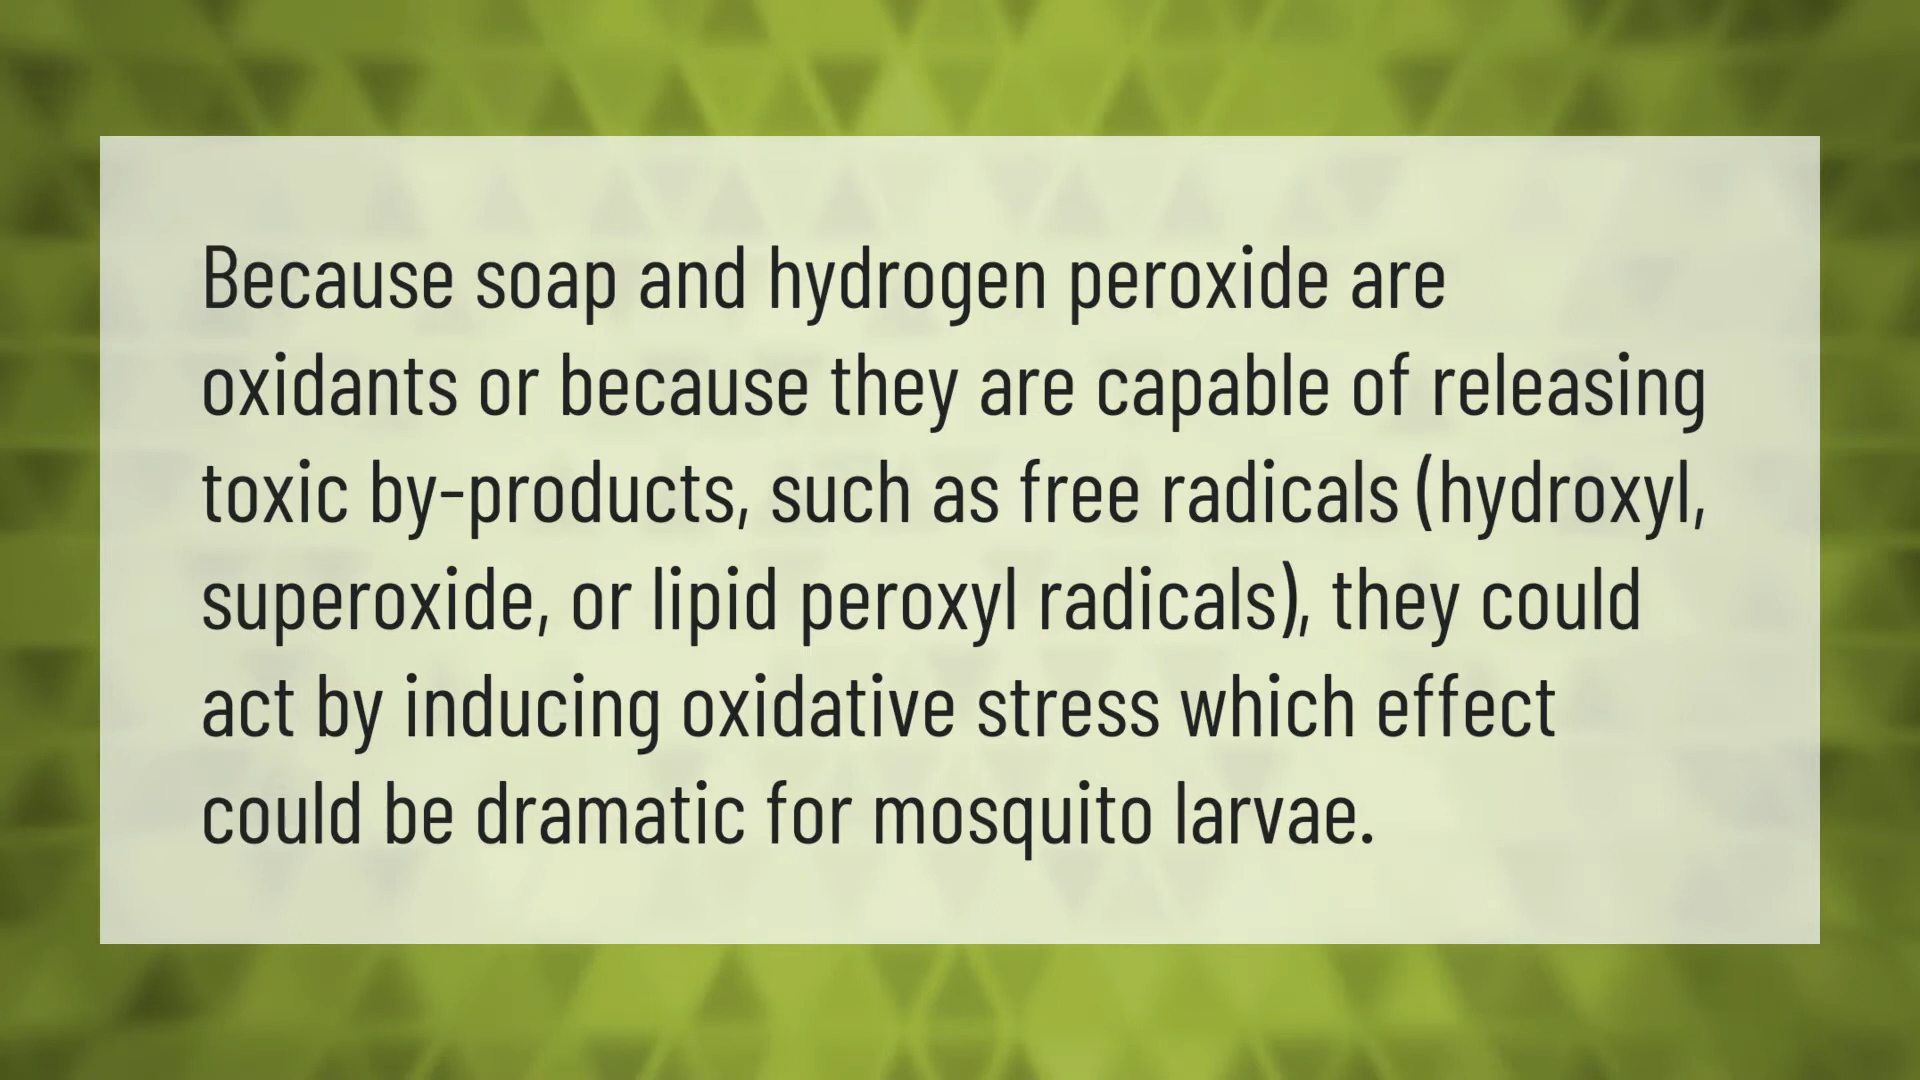 Because soap and hydrogen peroxide are
oxidants or because they are capable of releasing
toxic by-products, such as free radicals (hydroxyl,
superoxide, or lipid peroxyl radicals), they could
act by inducing oxidative stress which effect
could be dramatic for mosquito larvae.